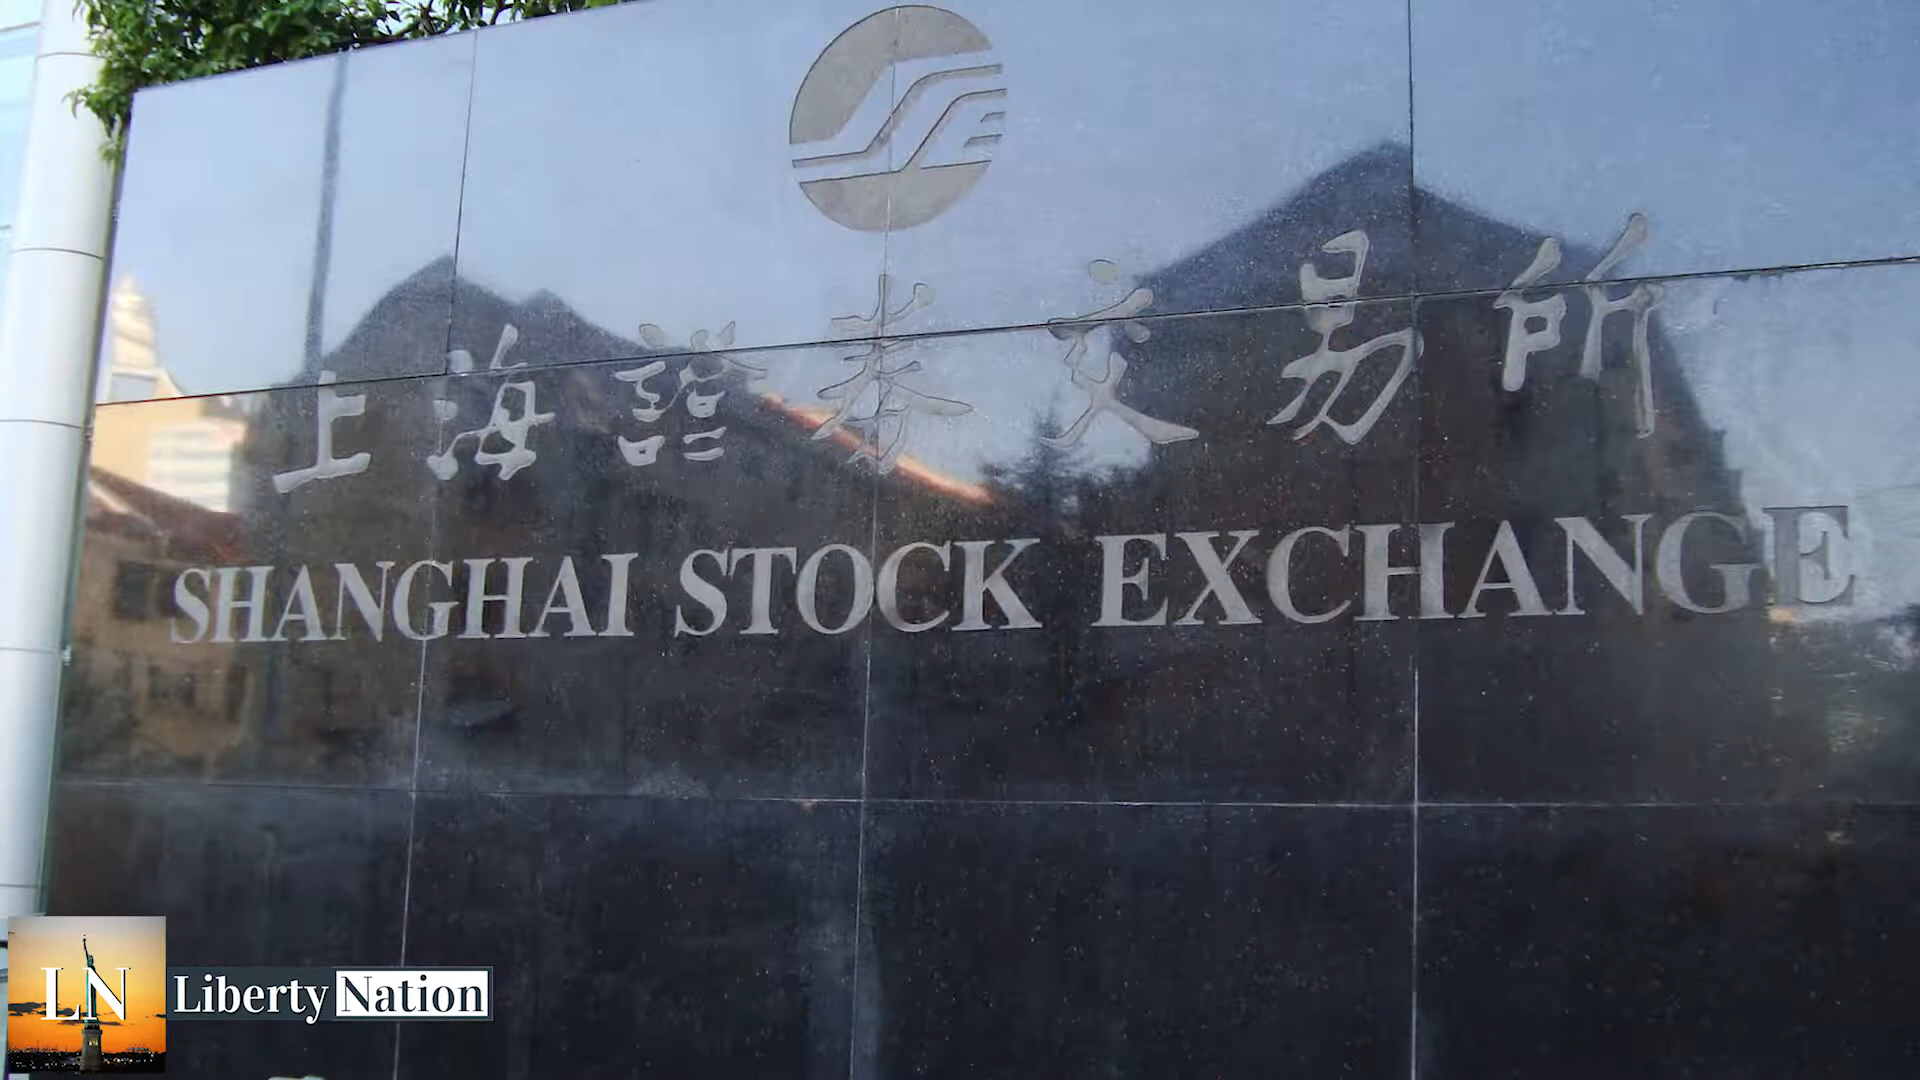 上海證券交易所
SHANGHAI STOCK EXCHANGE
LN
Liberty Nation